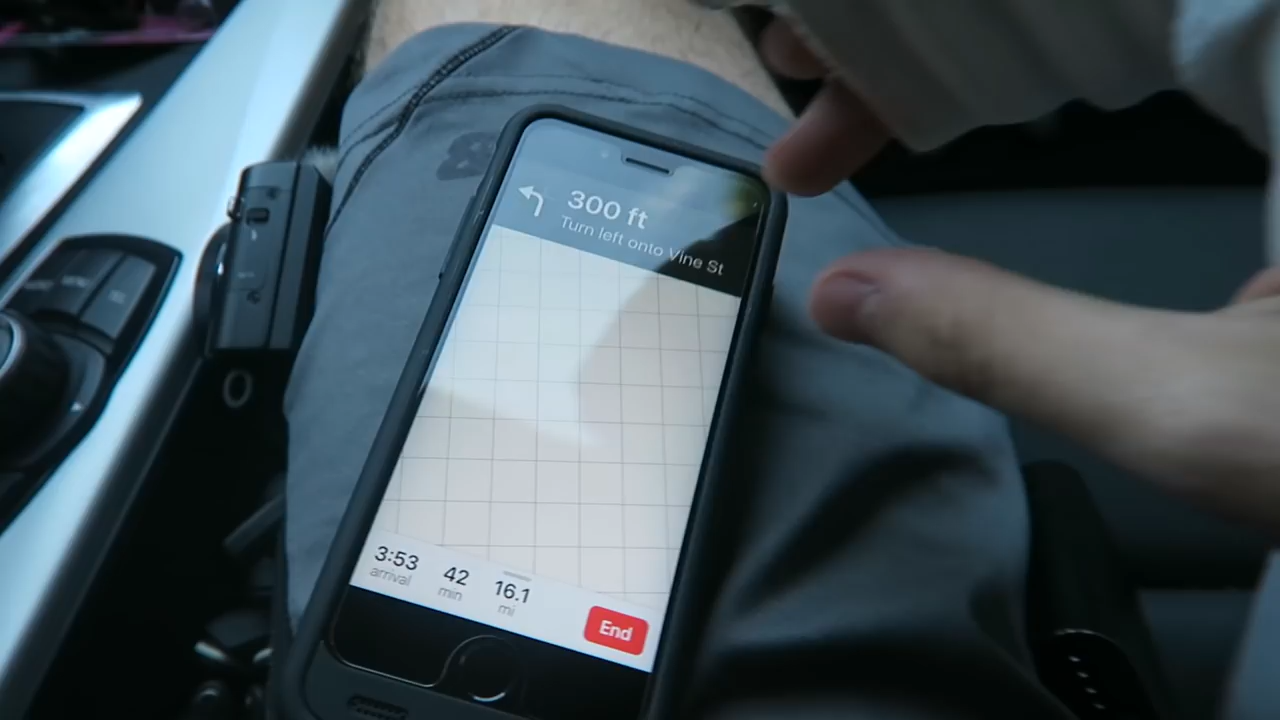 300 ft
Turn left onto Vine St
3:53
arrival
42
min
16.1
mi
End